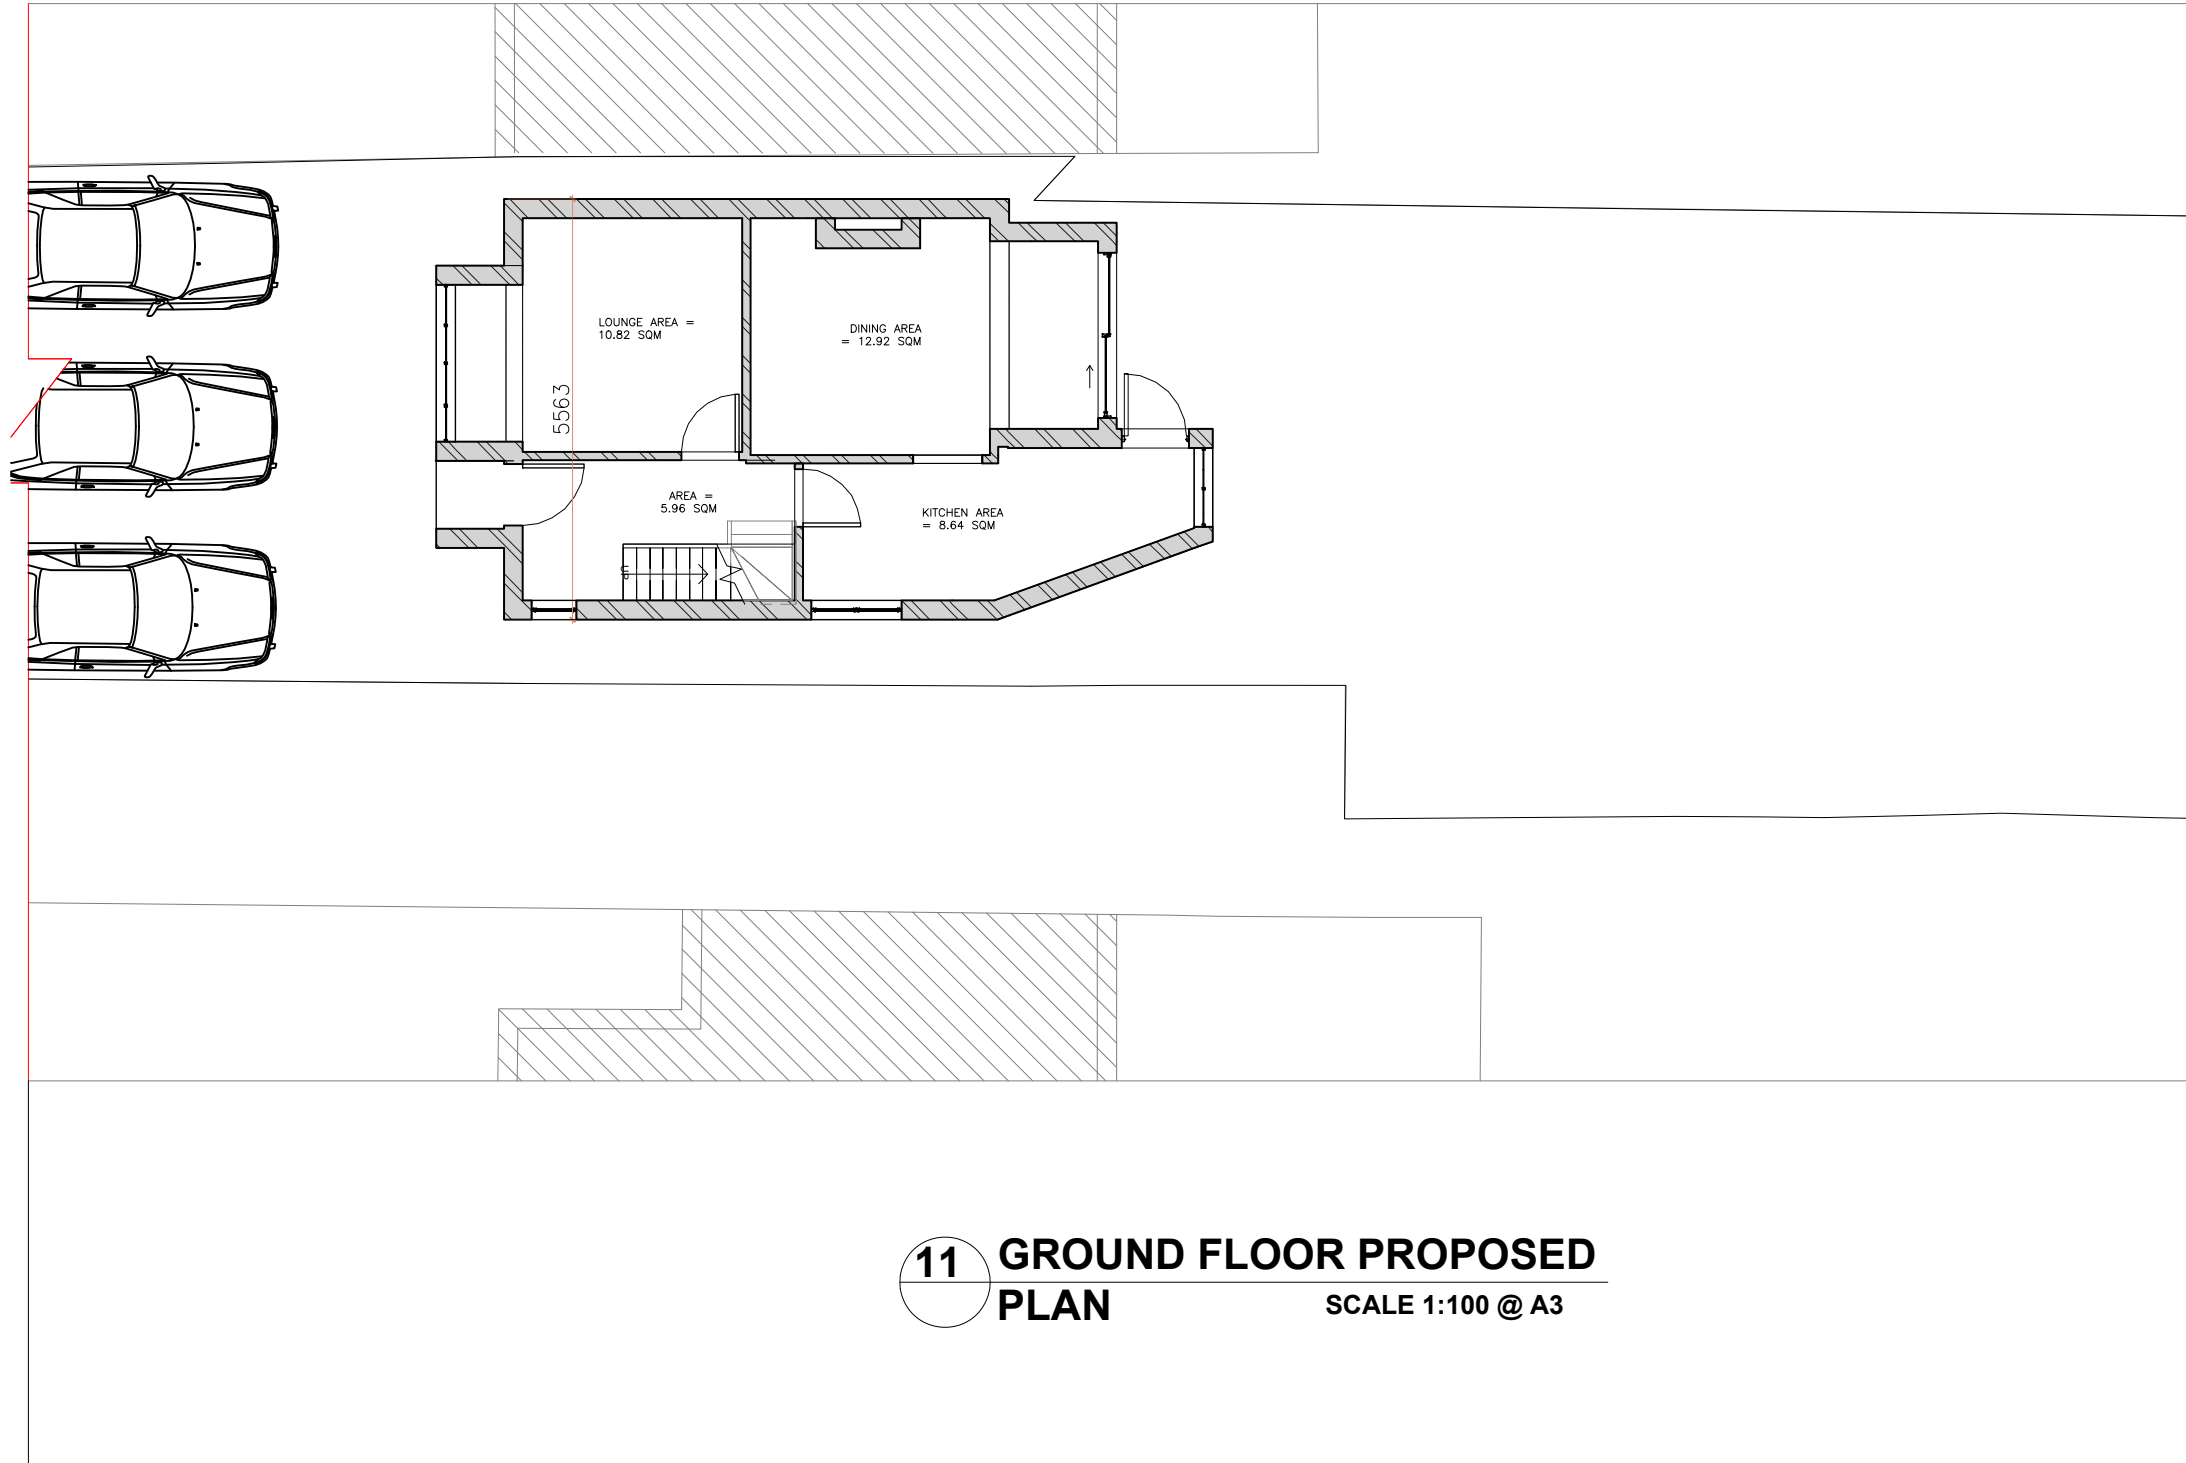 LOUNGE AREA =
10.82 SQM
DINING AREA
= 12.92 SQM
5563
AREA =
5.96 SQM
KITCHEN AREA
= 8.64 SQM
UP
11
GROUND FLOOR PROPOSED
PLAN
SCALE 1:100 @ A3